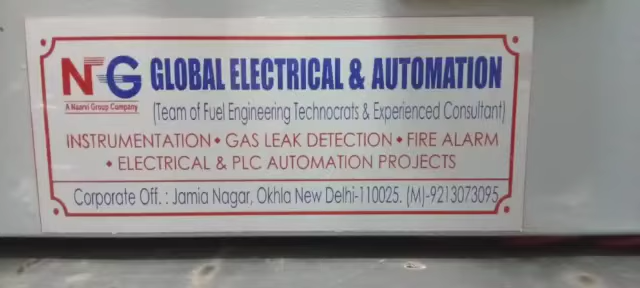 NG GLOBAL ELECTRICAL & AUTOMATION
A Naarvi Group Company
(Team of Fuel Engineering Technocrats & Experienced Consultant)
INSTRUMENTATION • GAS LEAK DETECTION • FIRE ALARM
• ELECTRICAL & PLC AUTOMATION PROJECTS
Corporate Off. : Jamia Nagar, Okhla New Delhi-110025. (M)-9213073095